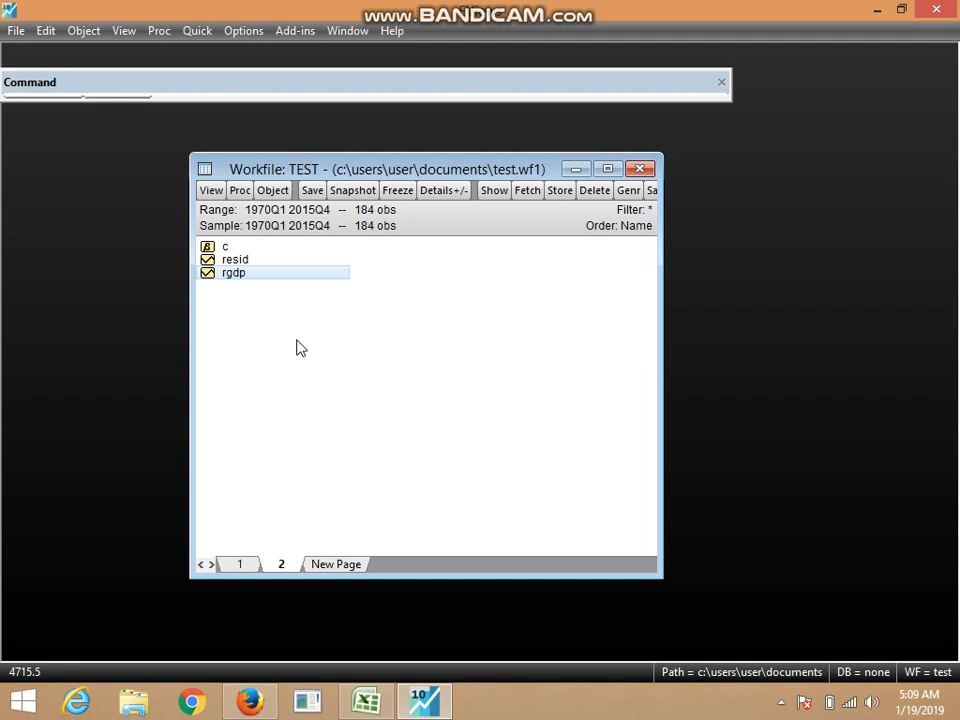 www.BANDICAM.com
File Edit Object View Proc Quick Options Add-ins Window Help
Command
Workfile: TEST - (c:\users\user\documents\test.wf1)
View Proc Object Save Snapshot Freeze Details+/- Show Fetch Store Delete Genr Sa
Range: 1970Q1 2015Q4 -- 184 obs Filter: *
Sample: 1970Q1 2015Q4 -- 184 obs Order: Name
β c
resid
rgdp
< > 1 2 New Page
4715.5 Path = c:\users\user\documents DB = none WF = test
10
5:09 AM
1/19/2019